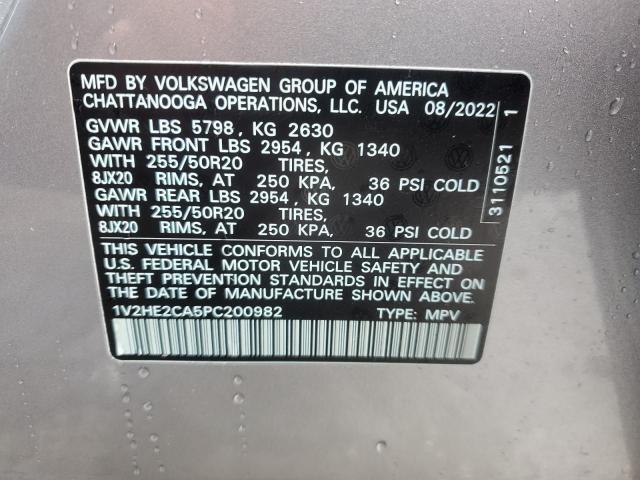 MFD BY VOLKSWAGEN GROUP OF AMERICA
CHATTANOOGA OPERATIONS, LLC. USA 08/2022
GVWR LBS 5798, KG 2630
GAWR FRONT LBS 2954, KG 1340
WITH 255/50R20 TIRES,
8JX20 RIMS, AT 250 KPA, 36 PSI COLD
GAWR REAR LBS 2954, KG 1340
WITH 255/50R20 TIRES,
8JX20 RIMS, AT 250 KPA, 36 PSI COLD
3110521 1
THIS VEHICLE CONFORMS TO ALL APPLICABLE
U.S. FEDERAL MOTOR VEHICLE SAFETY AND
THEFT PREVENTION STANDARDS IN EFFECT ON
THE DATE OF MANUFACTURE SHOWN ABOVE.
1V2HE2CA5PC200982 TYPE: MPV